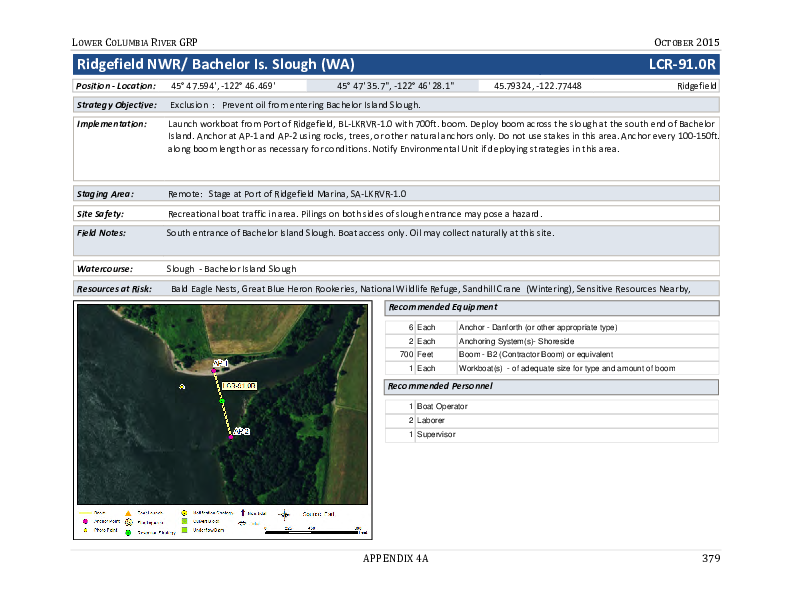 LOWER COLUMBIA RIVER GRP
OCTOBER 2015
Ridgefield NWR/ Bachelor Is. Slough (WA)
LCR-91.0R
Position - Location: 45° 47.594', -122° 46.469' 45° 47' 35.7", -122° 46' 28.1" 45.79324, -122.77448 Ridgefield
Strategy Objective: Exclusion : Prevent oil from entering Bachelor Island Slough.
Implementation: Launch workboat from Port of Ridgefield, BL-LKRVR-1.0 with 700ft. boom. Deploy boom across the slough at the south end of Bachelor
Island. Anchor at AP-1 and AP-2 using rocks, trees, or other natural anchors only. Do not use stakes in this area. Anchor every 100-150ft.
along boom length or as necessary for conditions. Notify Environmental Unit if deploying strategies in this area.
Staging Area: Remote: Stage at Port of Ridgefield Marina, SA-LKRVR-1.0
Site Safety: Recreational boat traffic in area. Pilings on both sides of slough entrance may pose a hazard.
Field Notes: South entrance of Bachelor Island Slough. Boat access only. Oil may collect naturally at this site.
Watercourse: Slough - Bachelor Island Slough
Resources at Risk: Bald Eagle Nests, Great Blue Heron Rookeries, National Wildlife Refuge, Sandhill Crane (Wintering), Sensitive Resources Nearby,
AP-1
LCR-91.0R
AP-2
Anchor Point
Photo Point
Recommended Equipment
6 Each Anchor - Danforth (or other appropriate type)
2 Each Anchoring System(s)- Shoreside
700 Feet Boom - B2 (Contractor Boom) or equivalent
1 Each Workboat(s) - of adequate size for type and amount of boom
Recommended Personnel
1 Boat Operator
2 Laborer
1 Supervisor
APPENDIX 4A
379